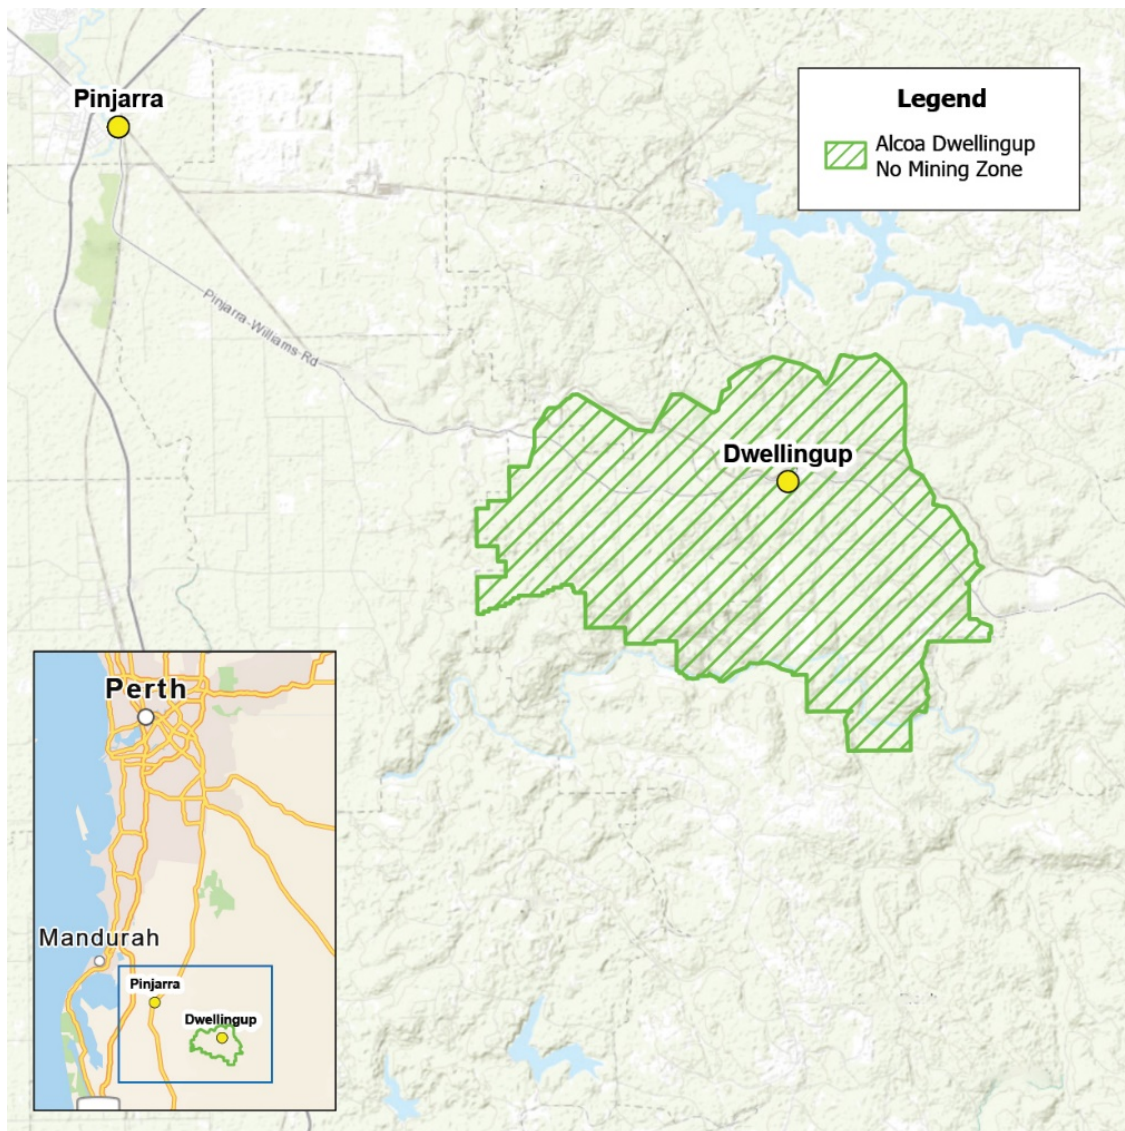 Pinjarra
Legend
Alcoa Dwellingup
No Mining Zone
Pinjarra-Williams-Rd
Dwellingup
Perth
Mandurah
Pinjarra
Dwellingup